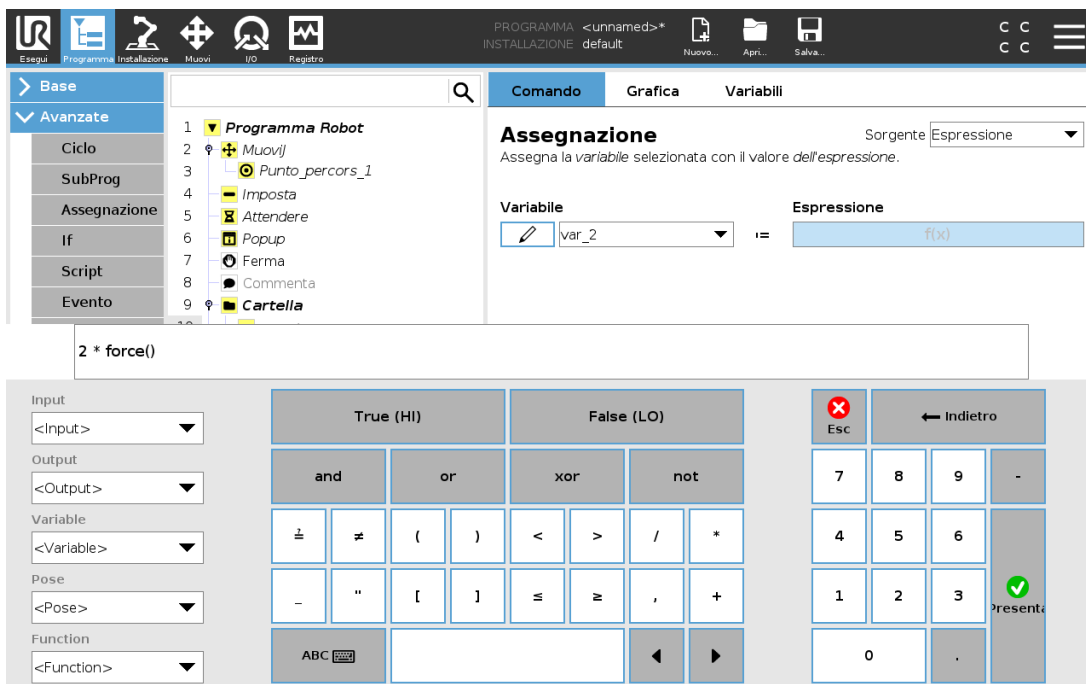 PROGRAMMA <unnamed>*
INSTALLAZIONE default
Esegui Programma Installazione Muovi I/O Registro
Nuovo... Apri... Salva...
C C
C C
Base
Avanzate
Ciclo
SubProg
Assegnazione
If
Script
Evento
1 Programma Robot
2 MuoviJ
3 Punto_percors_1
4 Imposta
5 Attendere
6 Popup
7 Ferma
8 Commenta
9 Cartella
Comando Grafica Variabili
Assegnazione Sorgente Espressione
Assegna la variabile selezionata con il valore dell'espressione.
Variabile Espressione
var_2 := f(x)
2 * force()
Input
<Input>
Output
<Output>
Variable
<Variable>
Pose
<Pose>
Function
<Function>
True (HI) False (LO)
and or xor not
≟ ≠ ( ) < > / *
_ " [ ] ≤ ≥ , +
ABC
Esc Indietro
7 8 9 -
4 5 6
1 2 3 Presenta
0 .